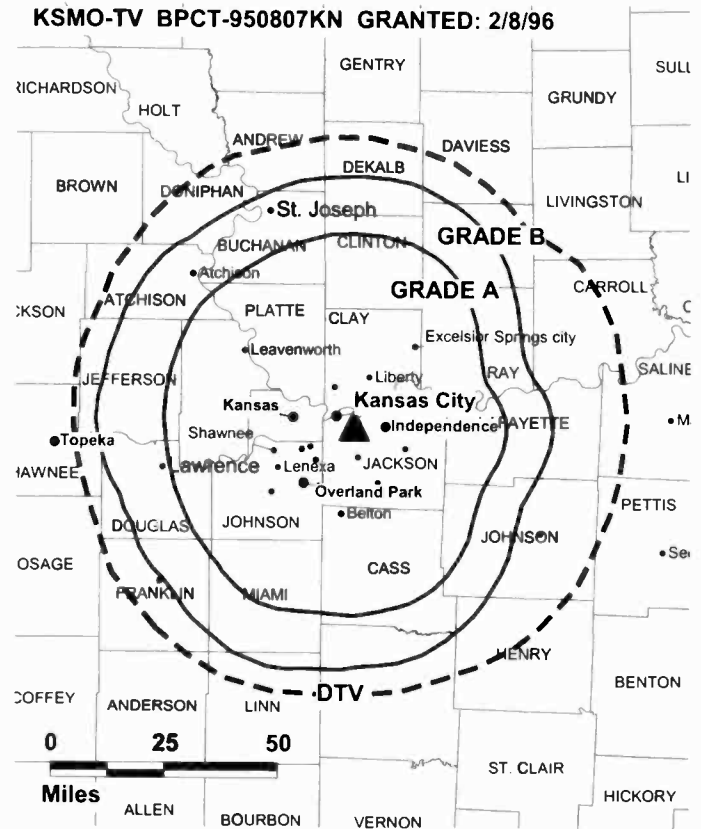 KSMO-TV BPCT-950807KN GRANTED: 2/8/96
GENTRY
SULL
RICHARDSON
HOLT
GRUNDY
ANDREW
DAVIESS
DEKALB
BROWN
DONIPHAN
LI
LIVINGSTON
St. Joseph
GRADE B
BUCHANAN
CLINTON
Atchison
GRADE A
CARROLL
ATCHISON
CKSON
PLATTE
CLAY
Excelsior Springs city
Leavenworth
RAY
SALINE
JEFFERSON
Liberty
Kansas
Kansas City
FAYETTE
M
Topeka
Shawnee
Independence
HAWNEE
Lawrence
Lenexa
JACKSON
Overland Park
PETTIS
DOUGLAS
JOHNSON
Belton
JOHNSON
OSAGE
CASS
Se
FRANKLIN
MIAMI
HENRY
BENTON
COFFEY
ANDERSON
LINN
DTV
0 25 50
Miles
ST. CLAIR
HICKORY
ALLEN
BOURBON
VERNON